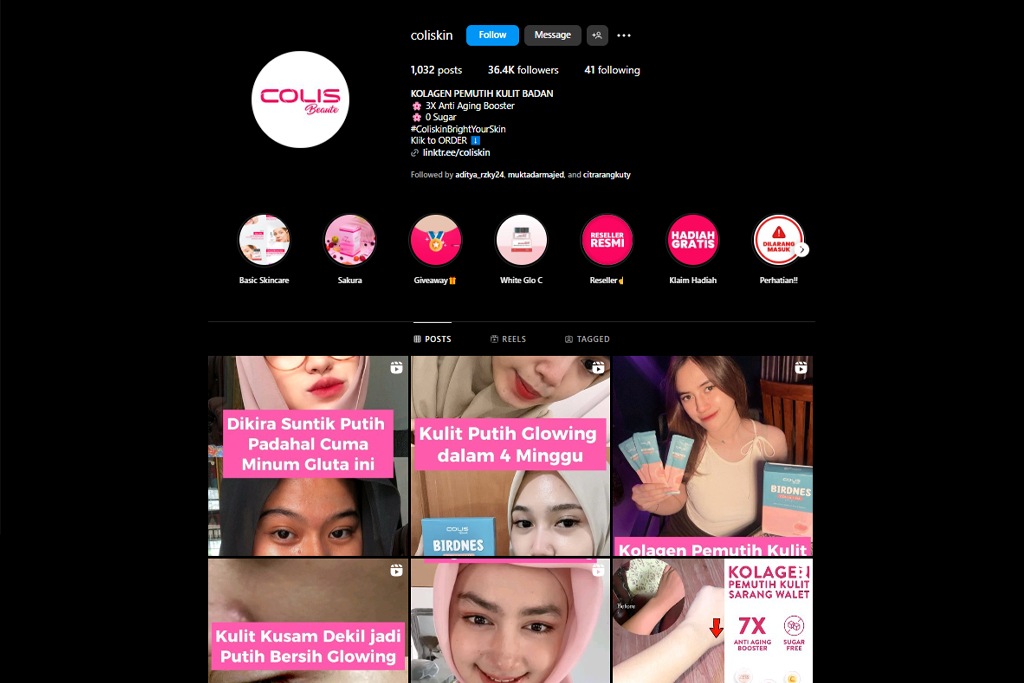 coliskin Follow Message
1,032 posts 36.4K followers 41 following
COLIS
Beaute
KOLAGEN PEMUTIH KULIT BADAN
🌸 3X Anti Aging Booster
🌸 0 Sugar
#ColiskinBrightYourSkin
Klik to ORDER ⬇️
linktr.ee/coliskin
Followed by aditya_rzky24, muktadarmajed, and citrarangkuty
RESELLER
RESMI
HADIAH
GRATIS
DILARANG
MASUK
Basic Skincare Sakura Giveaway🎁 White Glo C Reseller☝ Klaim Hadiah Perhatian!!
POSTS REELS TAGGED
Dikira Suntik Putih
Padahal Cuma
Minum Gluta ini
Kulit Putih Glowing
dalam 4 Minggu
COLIS
BIRDNES
COLIS
BIRDNES
Kolagen Pemutih Kulit
Kulit Kusam Dekil jadi
Putih Bersih Glowing
Before
KOLAGEN
PEMUTIH KULIT
SARANG WALET
7X
ANTI AGING
BOOSTER
SUGAR
FREE